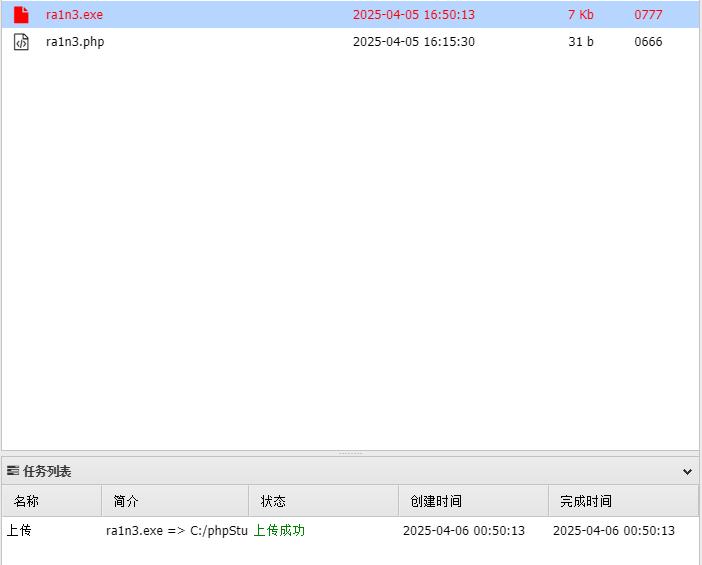 ra1n3.exe 2025-04-05 16:50:13 7 Kb 0777
ra1n3.php 2025-04-05 16:15:30 31 b 0666
任务列表
名称 简介 状态 创建时间 完成时间
上传 ra1n3.exe => C:/phpStu 上传成功 2025-04-06 00:50:13 2025-04-06 00:50:13